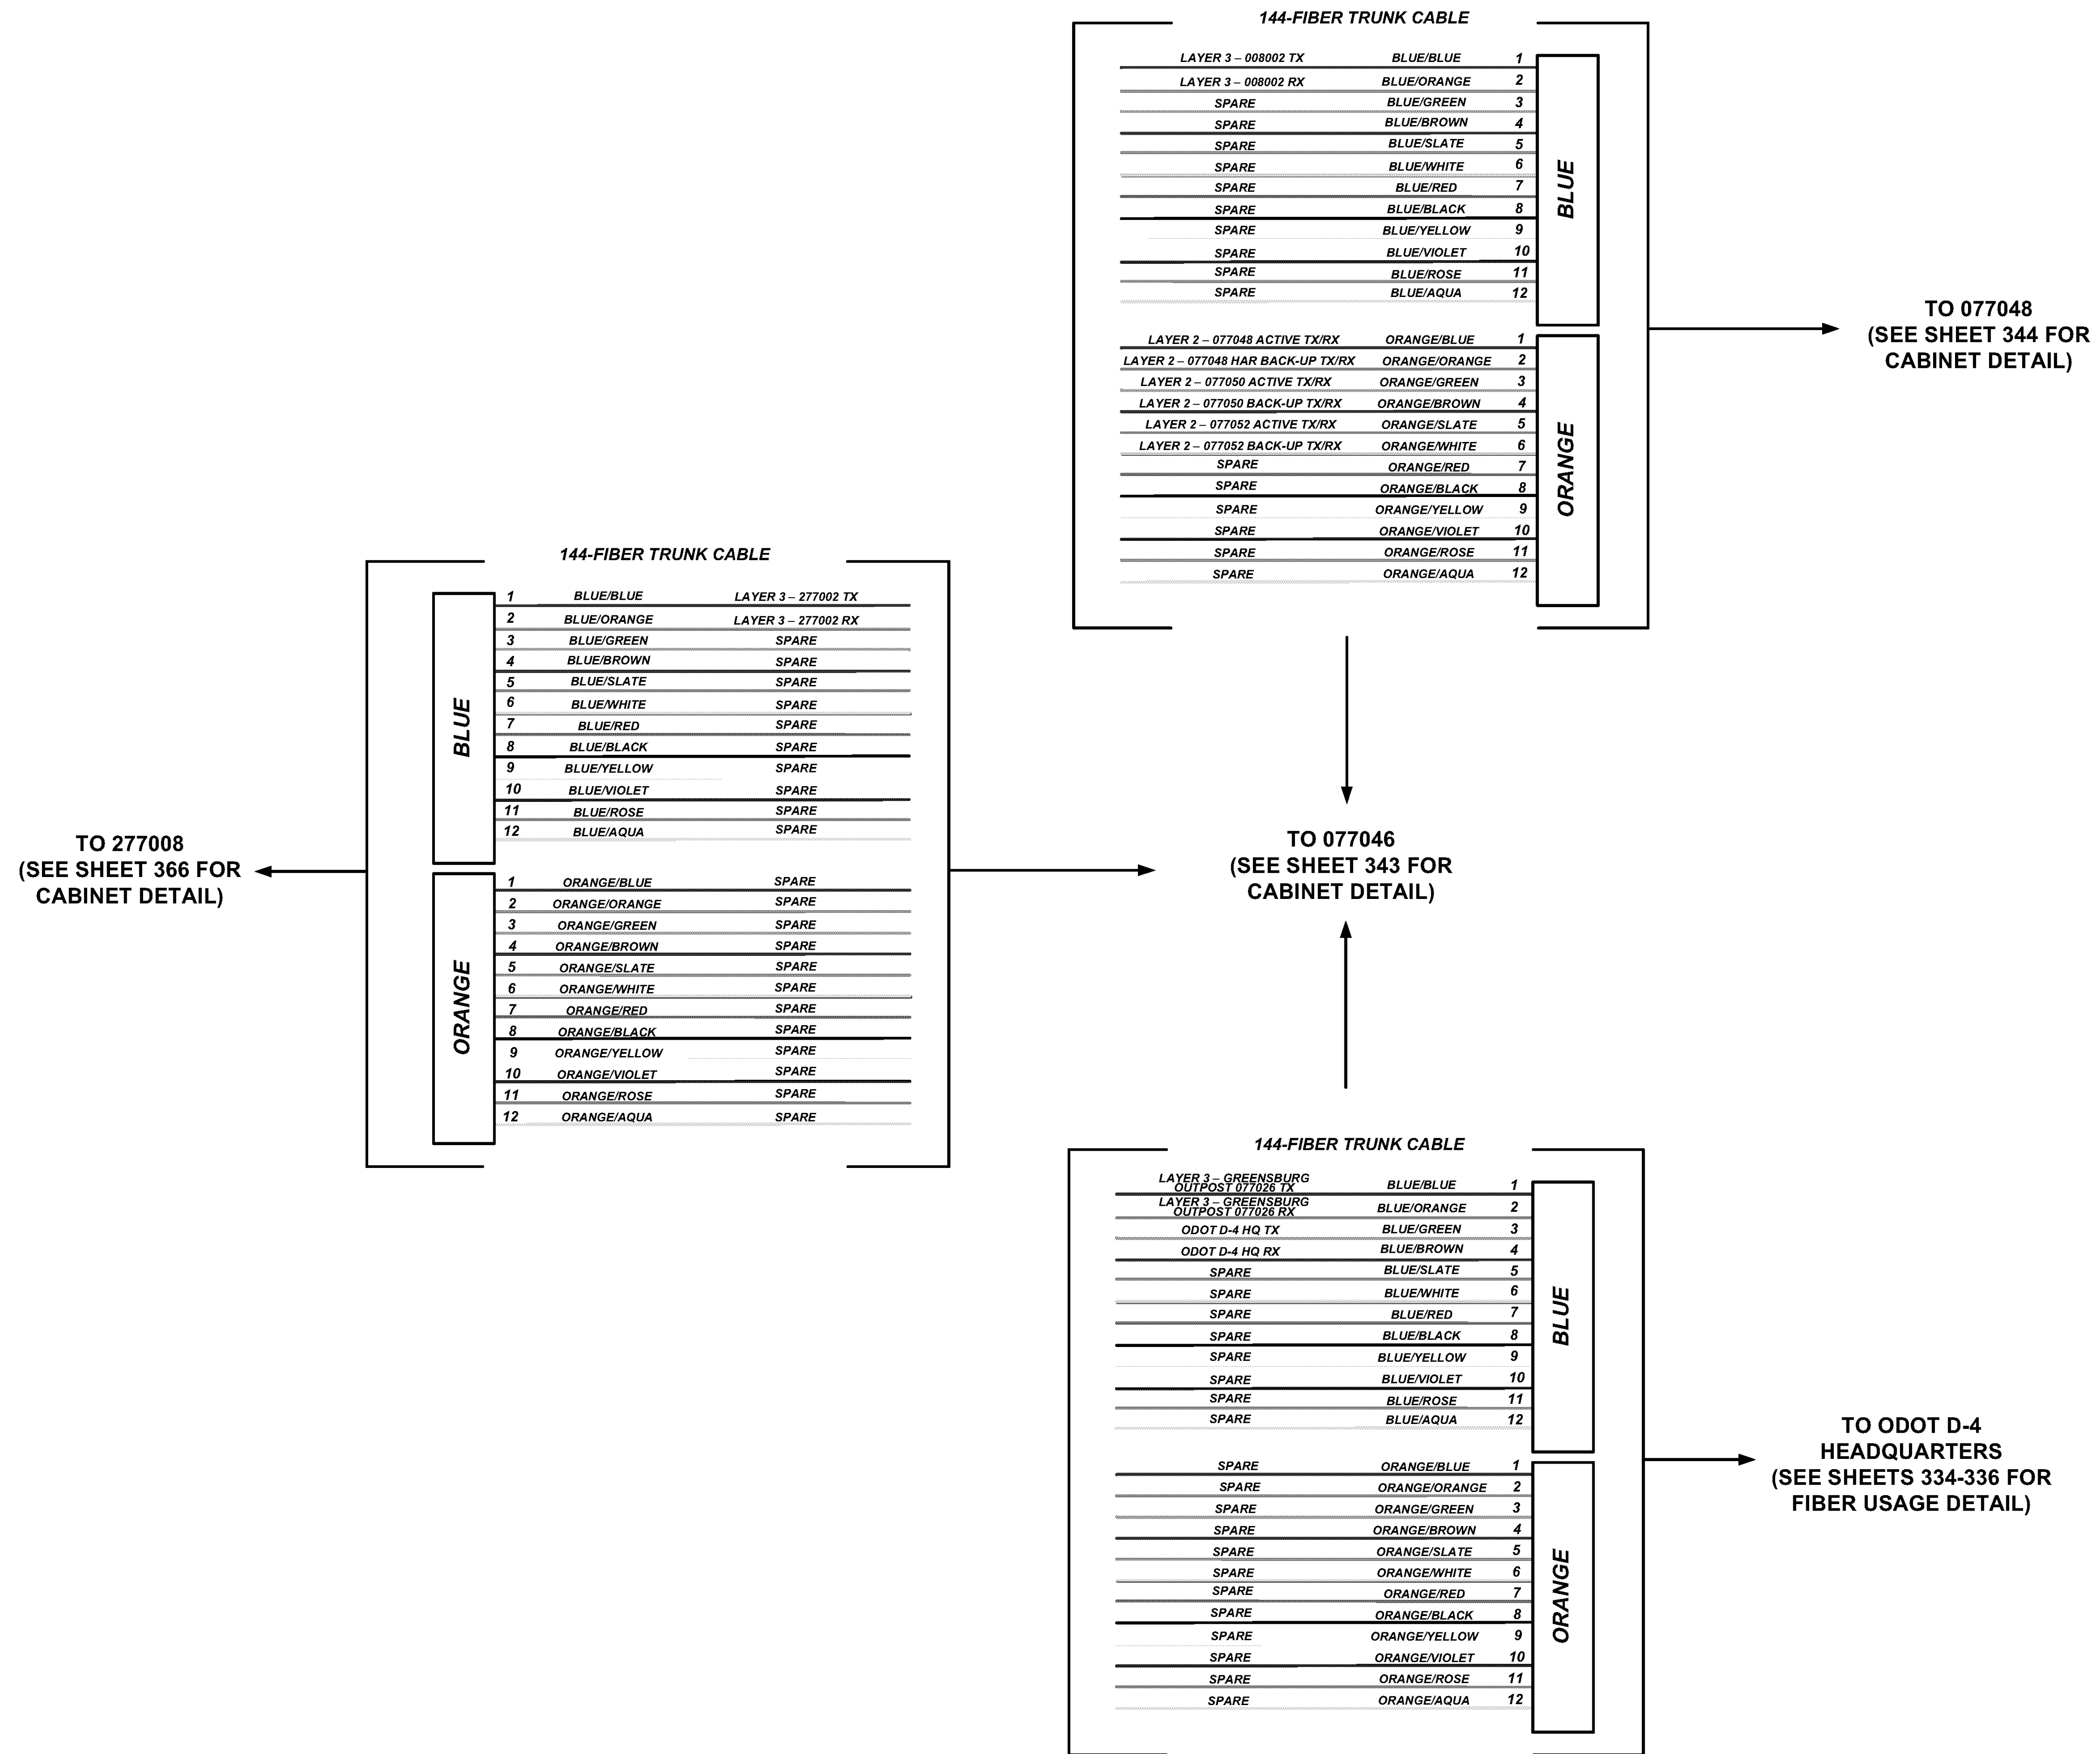 144-FIBER TRUNK CABLE
LAYER 3 – 008002 TX BLUE/BLUE 1
LAYER 3 – 008002 RX BLUE/ORANGE 2
SPARE BLUE/GREEN 3
SPARE BLUE/BROWN 4
SPARE BLUE/SLATE 5
SPARE BLUE/WHITE 6
SPARE BLUE/RED 7
SPARE BLUE/BLACK 8
SPARE BLUE/YELLOW 9
SPARE BLUE/VIOLET 10
SPARE BLUE/ROSE 11
SPARE BLUE/AQUA 12
BLUE
LAYER 2 – 077048 ACTIVE TX/RX ORANGE/BLUE 1
LAYER 2 – 077048 HAR BACK-UP TX/RX ORANGE/ORANGE 2
LAYER 2 – 077050 ACTIVE TX/RX ORANGE/GREEN 3
LAYER 2 – 077050 BACK-UP TX/RX ORANGE/BROWN 4
LAYER 2 – 077052 ACTIVE TX/RX ORANGE/SLATE 5
LAYER 2 – 077052 BACK-UP TX/RX ORANGE/WHITE 6
SPARE ORANGE/RED 7
SPARE ORANGE/BLACK 8
SPARE ORANGE/YELLOW 9
SPARE ORANGE/VIOLET 10
SPARE ORANGE/ROSE 11
SPARE ORANGE/AQUA 12
ORANGE
TO 077048
(SEE SHEET 344 FOR
CABINET DETAIL)
144-FIBER TRUNK CABLE
BLUE
1 BLUE/BLUE LAYER 3 – 277002 TX
2 BLUE/ORANGE LAYER 3 – 277002 RX
3 BLUE/GREEN SPARE
4 BLUE/BROWN SPARE
5 BLUE/SLATE SPARE
6 BLUE/WHITE SPARE
7 BLUE/RED SPARE
8 BLUE/BLACK SPARE
9 BLUE/YELLOW SPARE
10 BLUE/VIOLET SPARE
11 BLUE/ROSE SPARE
12 BLUE/AQUA SPARE
ORANGE
1 ORANGE/BLUE SPARE
2 ORANGE/ORANGE SPARE
3 ORANGE/GREEN SPARE
4 ORANGE/BROWN SPARE
5 ORANGE/SLATE SPARE
6 ORANGE/WHITE SPARE
7 ORANGE/RED SPARE
8 ORANGE/BLACK SPARE
9 ORANGE/YELLOW SPARE
10 ORANGE/VIOLET SPARE
11 ORANGE/ROSE SPARE
12 ORANGE/AQUA SPARE
TO 277008
(SEE SHEET 366 FOR
CABINET DETAIL)
TO 077046
(SEE SHEET 343 FOR
CABINET DETAIL)
144-FIBER TRUNK CABLE
LAYER 3 – GREENSBURG
OUTPOST 077026 TX BLUE/BLUE 1
LAYER 3 – GREENSBURG
OUTPOST 077026 RX BLUE/ORANGE 2
ODOT D-4 HQ TX BLUE/GREEN 3
ODOT D-4 HQ RX BLUE/BROWN 4
SPARE BLUE/SLATE 5
SPARE BLUE/WHITE 6
SPARE BLUE/RED 7
SPARE BLUE/BLACK 8
SPARE BLUE/YELLOW 9
SPARE BLUE/VIOLET 10
SPARE BLUE/ROSE 11
SPARE BLUE/AQUA 12
BLUE
SPARE ORANGE/BLUE 1
SPARE ORANGE/ORANGE 2
SPARE ORANGE/GREEN 3
SPARE ORANGE/BROWN 4
SPARE ORANGE/SLATE 5
SPARE ORANGE/WHITE 6
SPARE ORANGE/RED 7
SPARE ORANGE/BLACK 8
SPARE ORANGE/YELLOW 9
SPARE ORANGE/VIOLET 10
SPARE ORANGE/ROSE 11
SPARE ORANGE/AQUA 12
ORANGE
TO ODOT D-4
HEADQUARTERS
(SEE SHEETS 334-336 FOR
FIBER USAGE DETAIL)